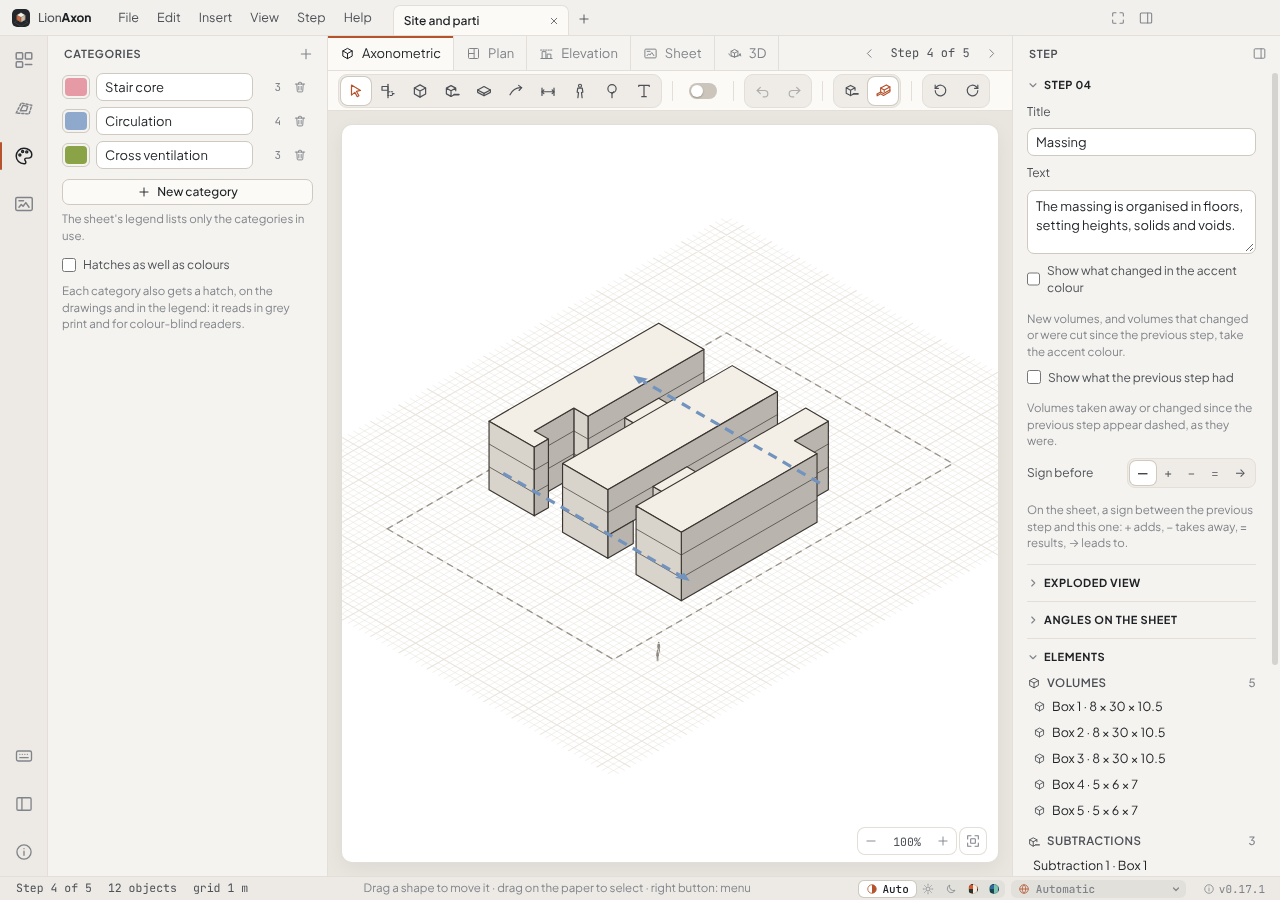 LionAxon File Edit Insert View Step Help Site and parti
CATEGORIES
Stair core 3
Circulation 4
Cross ventilation 3
New category
The sheet's legend lists only the categories in
use.
Hatches as well as colours
Each category also gets a hatch, on the
drawings and in the legend: it reads in grey
print and for colour-blind readers.
Axonometric Plan Elevation Sheet 3D Step 4 of 5
100%
STEP
STEP 04
Title
Massing
Text
The massing is organised in floors,
setting heights, solids and voids.
Show what changed in the accent
colour
New volumes, and volumes that changed
or were cut since the previous step, take
the accent colour.
Show what the previous step had
Volumes taken away or changed since the
previous step appear dashed, as they
were.
Sign before — + − = →
On the sheet, a sign between the previous
step and this one: + adds, − takes away, =
results, → leads to.
EXPLODED VIEW
ANGLES ON THE SHEET
ELEMENTS
VOLUMES 5
Box 1 · 8 × 30 × 10.5
Box 2 · 8 × 30 × 10.5
Box 3 · 8 × 30 × 10.5
Box 4 · 5 × 6 × 7
Box 5 · 5 × 6 × 7
SUBTRACTIONS 3
Subtraction 1 · Box 1
Step 4 of 5 12 objects grid 1 m Drag a shape to move it · drag on the paper to select · right button: menu Auto Automatic v0.17.1